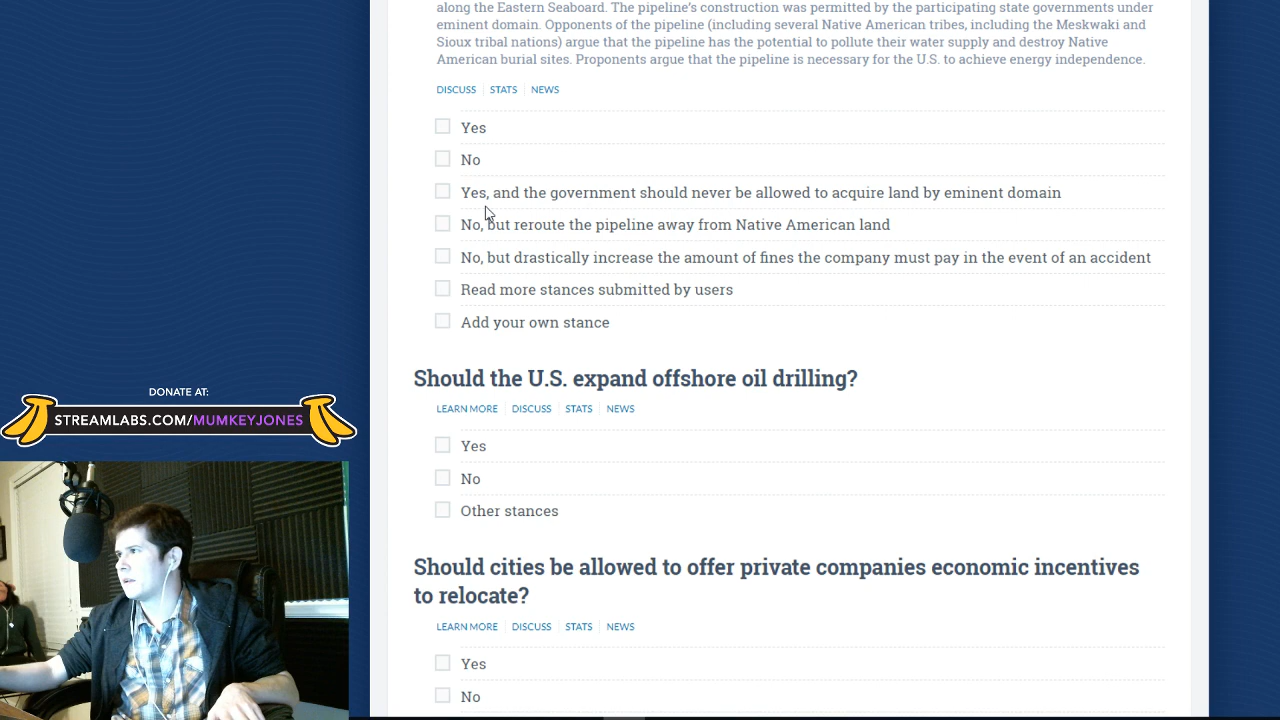 along the Eastern Seaboard. The pipeline's construction was permitted by the participating state governments under
eminent domain. Opponents of the pipeline (including several Native American tribes, including the Meskwaki and
Sioux tribal nations) argue that the pipeline has the potential to pollute their water supply and destroy Native
American burial sites. Proponents argue that the pipeline is necessary for the U.S. to achieve energy independence.
DISCUSS STATS NEWS
Yes
No
Yes, and the government should never be allowed to acquire land by eminent domain
No, but reroute the pipeline away from Native American land
No, but drastically increase the amount of fines the company must pay in the event of an accident
Read more stances submitted by users
Add your own stance
Should the U.S. expand offshore oil drilling?
LEARN MORE DISCUSS STATS NEWS
Yes
No
Other stances
Should cities be allowed to offer private companies economic incentives
to relocate?
LEARN MORE DISCUSS STATS NEWS
Yes
No
DONATE AT:
STREAMLABS.COM/MUMKEYJONES